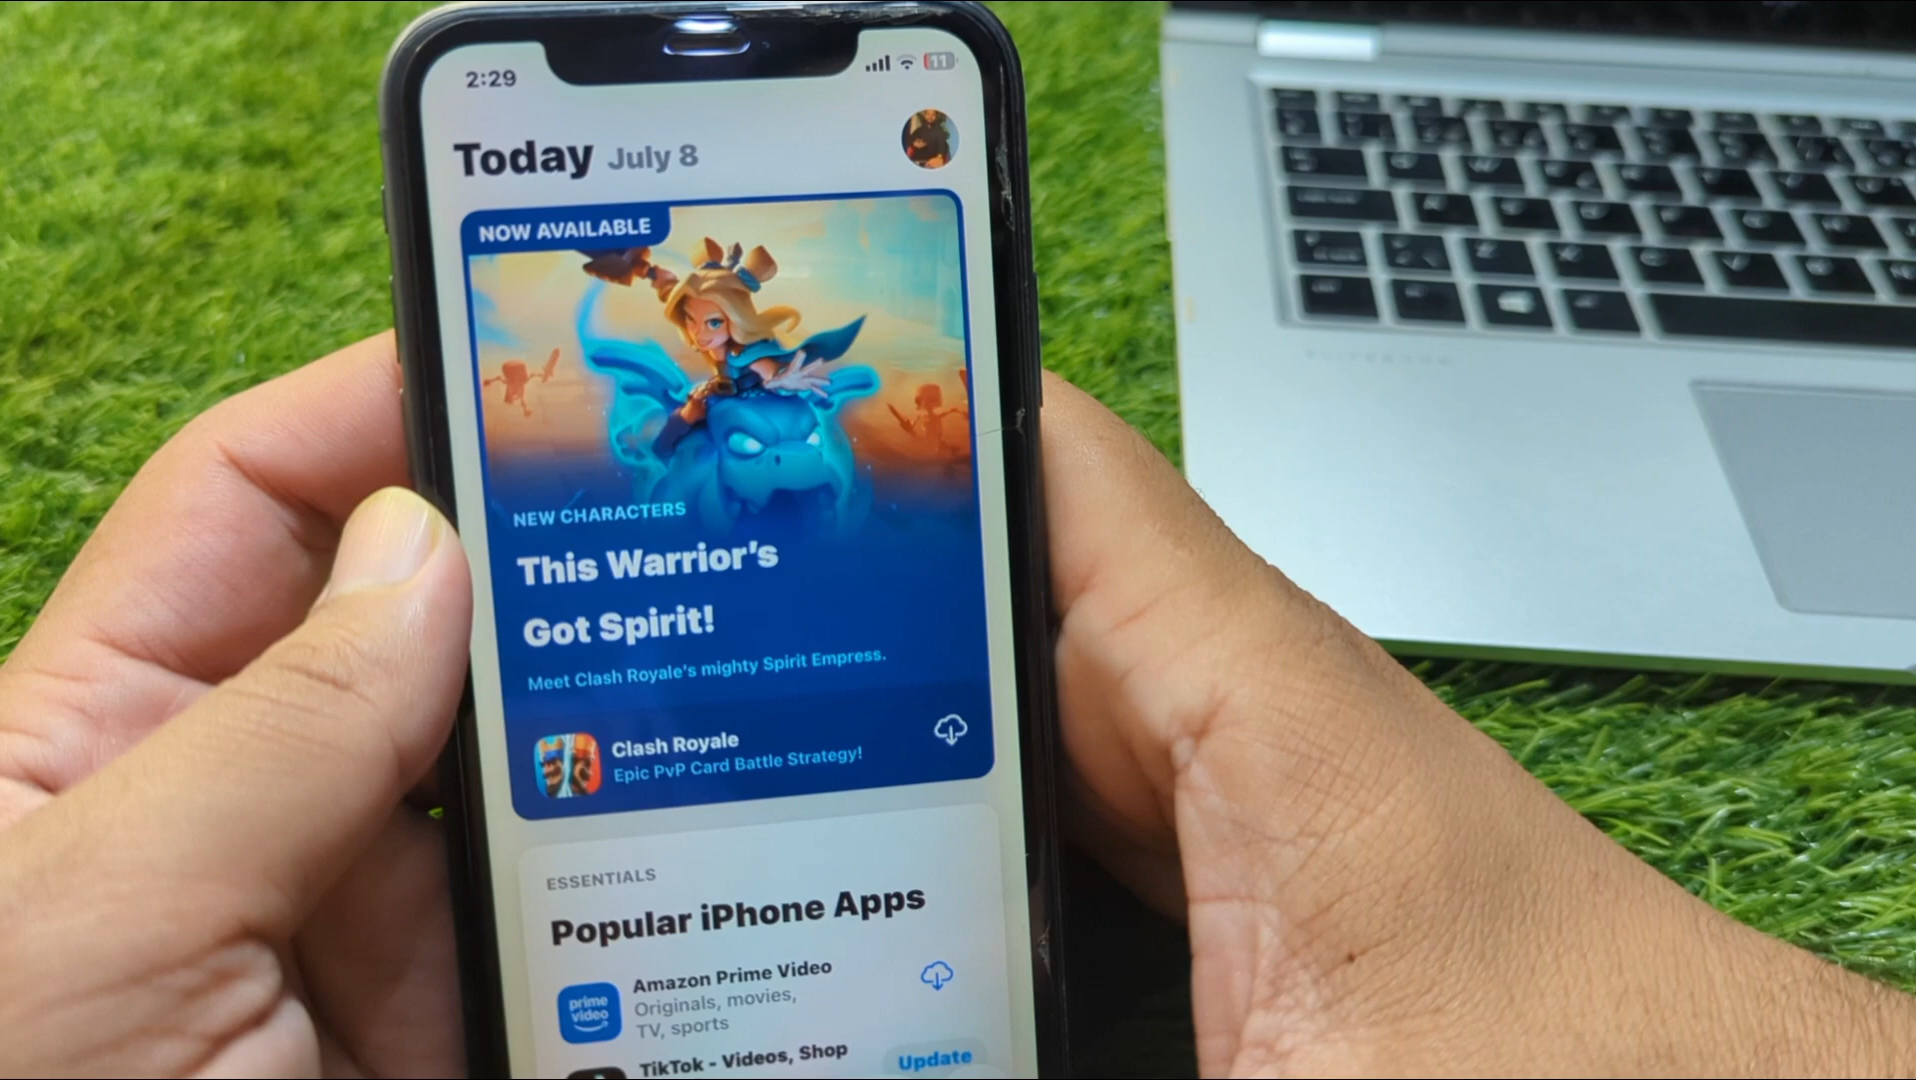 2:29
11
Today July 8
NOW AVAILABLE
NEW CHARACTERS
This Warrior's
Got Spirit!
Meet Clash Royale's mighty Spirit Empress.
Clash Royale
Epic PvP Card Battle Strategy!
ESSENTIALS
Popular iPhone Apps
prime
video
Amazon Prime Video
Originals, movies,
TV, sports
TikTok - Videos, Shop
Update